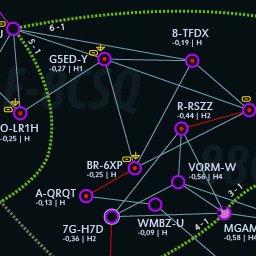 6 - 1
5 - 1
8-TFDX
-0,19 | H
G5ED-Y
-0,27 | H1
R-RSZZ
-0,44 | H2
O-LR1H
-0,25 | H
BR-6XP
-0,25 | H
VORM-W
-0,56 | H4
A-QRQT
-0,13 | H
3 - 1
4 - 1
7G-H7D
-0,36 | H2
WMBZ-U
-0,09 | H
MGAM
-0,58 | H4